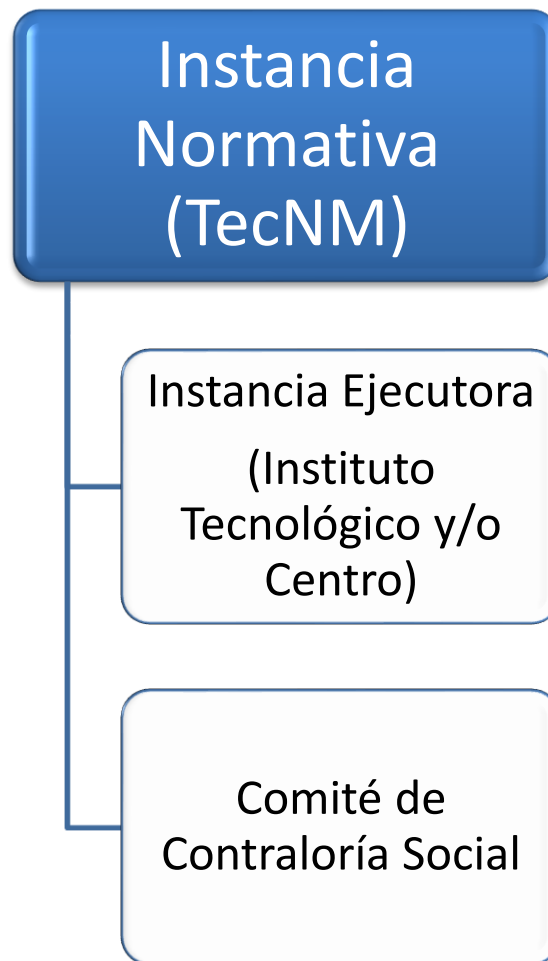 Instancia
Normativa
(TecNM)
Instancia Ejecutora
(Instituto
Tecnológico y/o
Centro)
Comité de
Contraloría Social